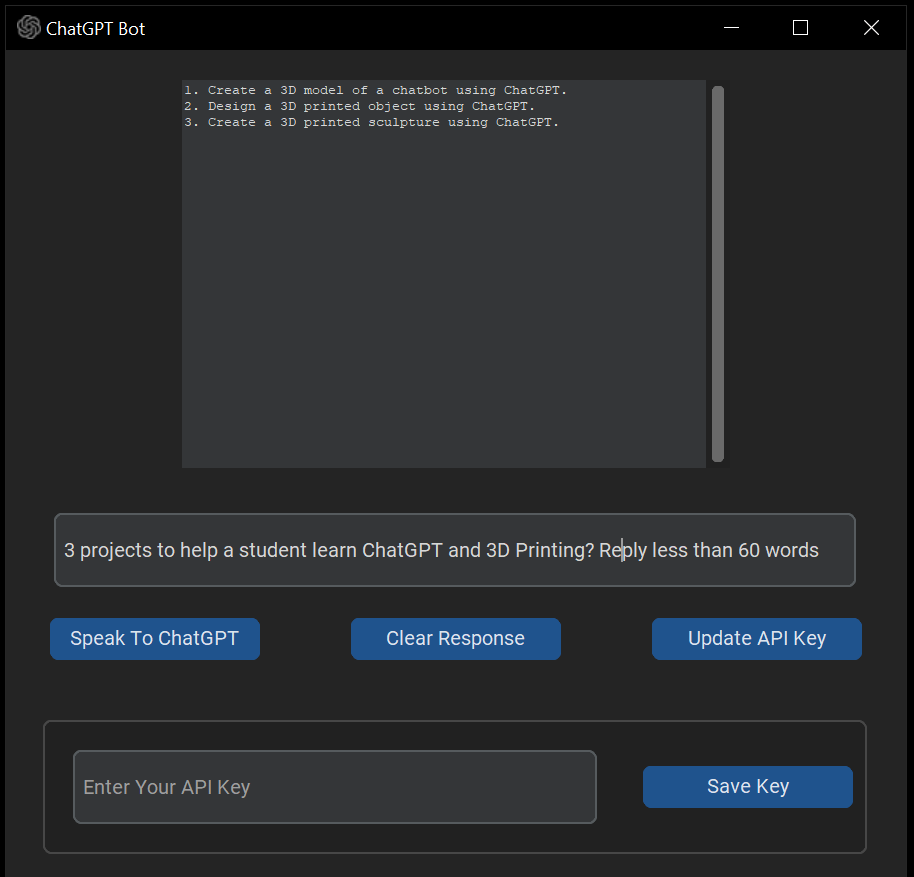 ChatGPT Bot
1. Create a 3D model of a chatbot using ChatGPT.
2. Design a 3D printed object using ChatGPT.
3. Create a 3D printed sculpture using ChatGPT.
3 projects to help a student learn ChatGPT and 3D Printing? Reply less than 60 words
Speak To ChatGPT
Clear Response
Update API Key
Enter Your API Key
Save Key